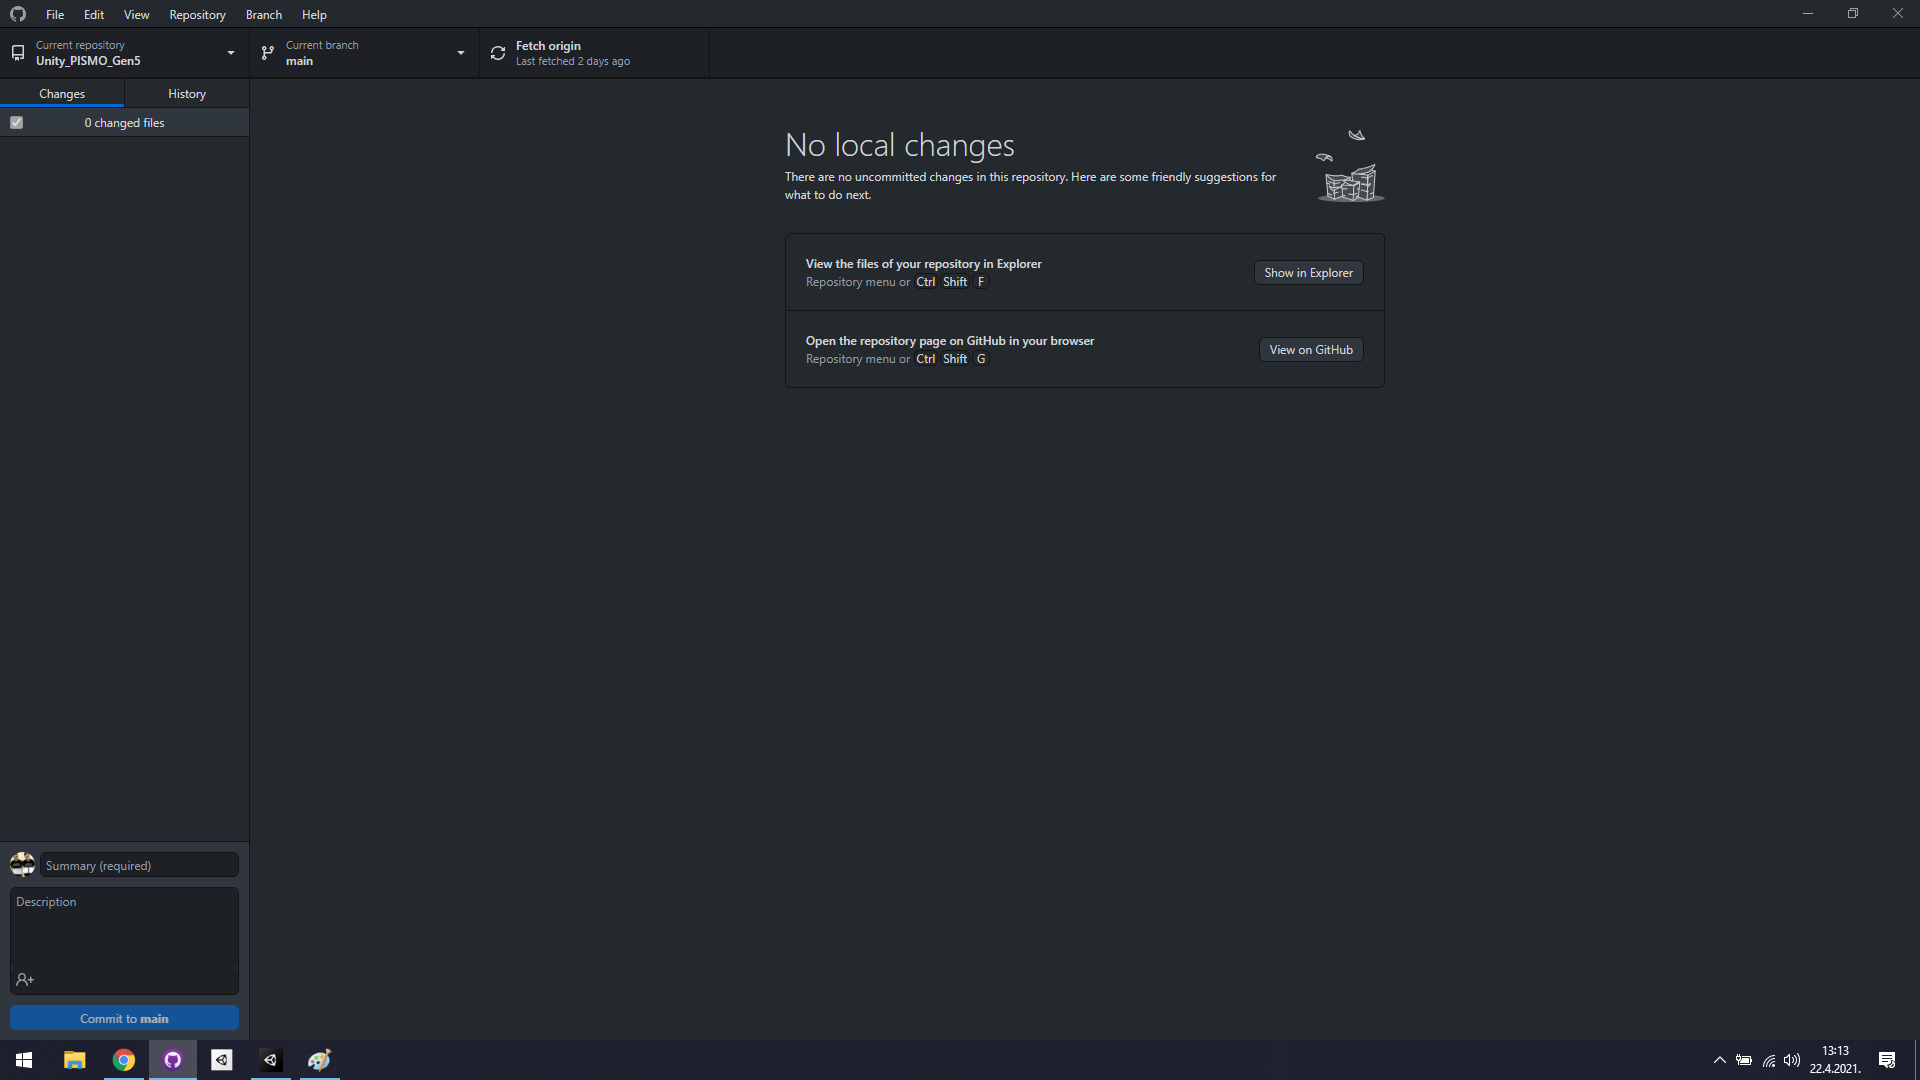 File Edit View Repository Branch Help
Current repository
Unity_PISMO_Gen5
Current branch
main
Fetch origin
Last fetched 2 days ago
Changes History
0 changed files
No local changes
There are no uncommitted changes in this repository. Here are some friendly suggestions for
what to do next.
View the files of your repository in Explorer
Repository menu or Ctrl Shift F
Show in Explorer
Open the repository page on GitHub in your browser
Repository menu or Ctrl Shift G
View on GitHub
Summary (required)
Description
Commit to main
13:13
22.4.2021.